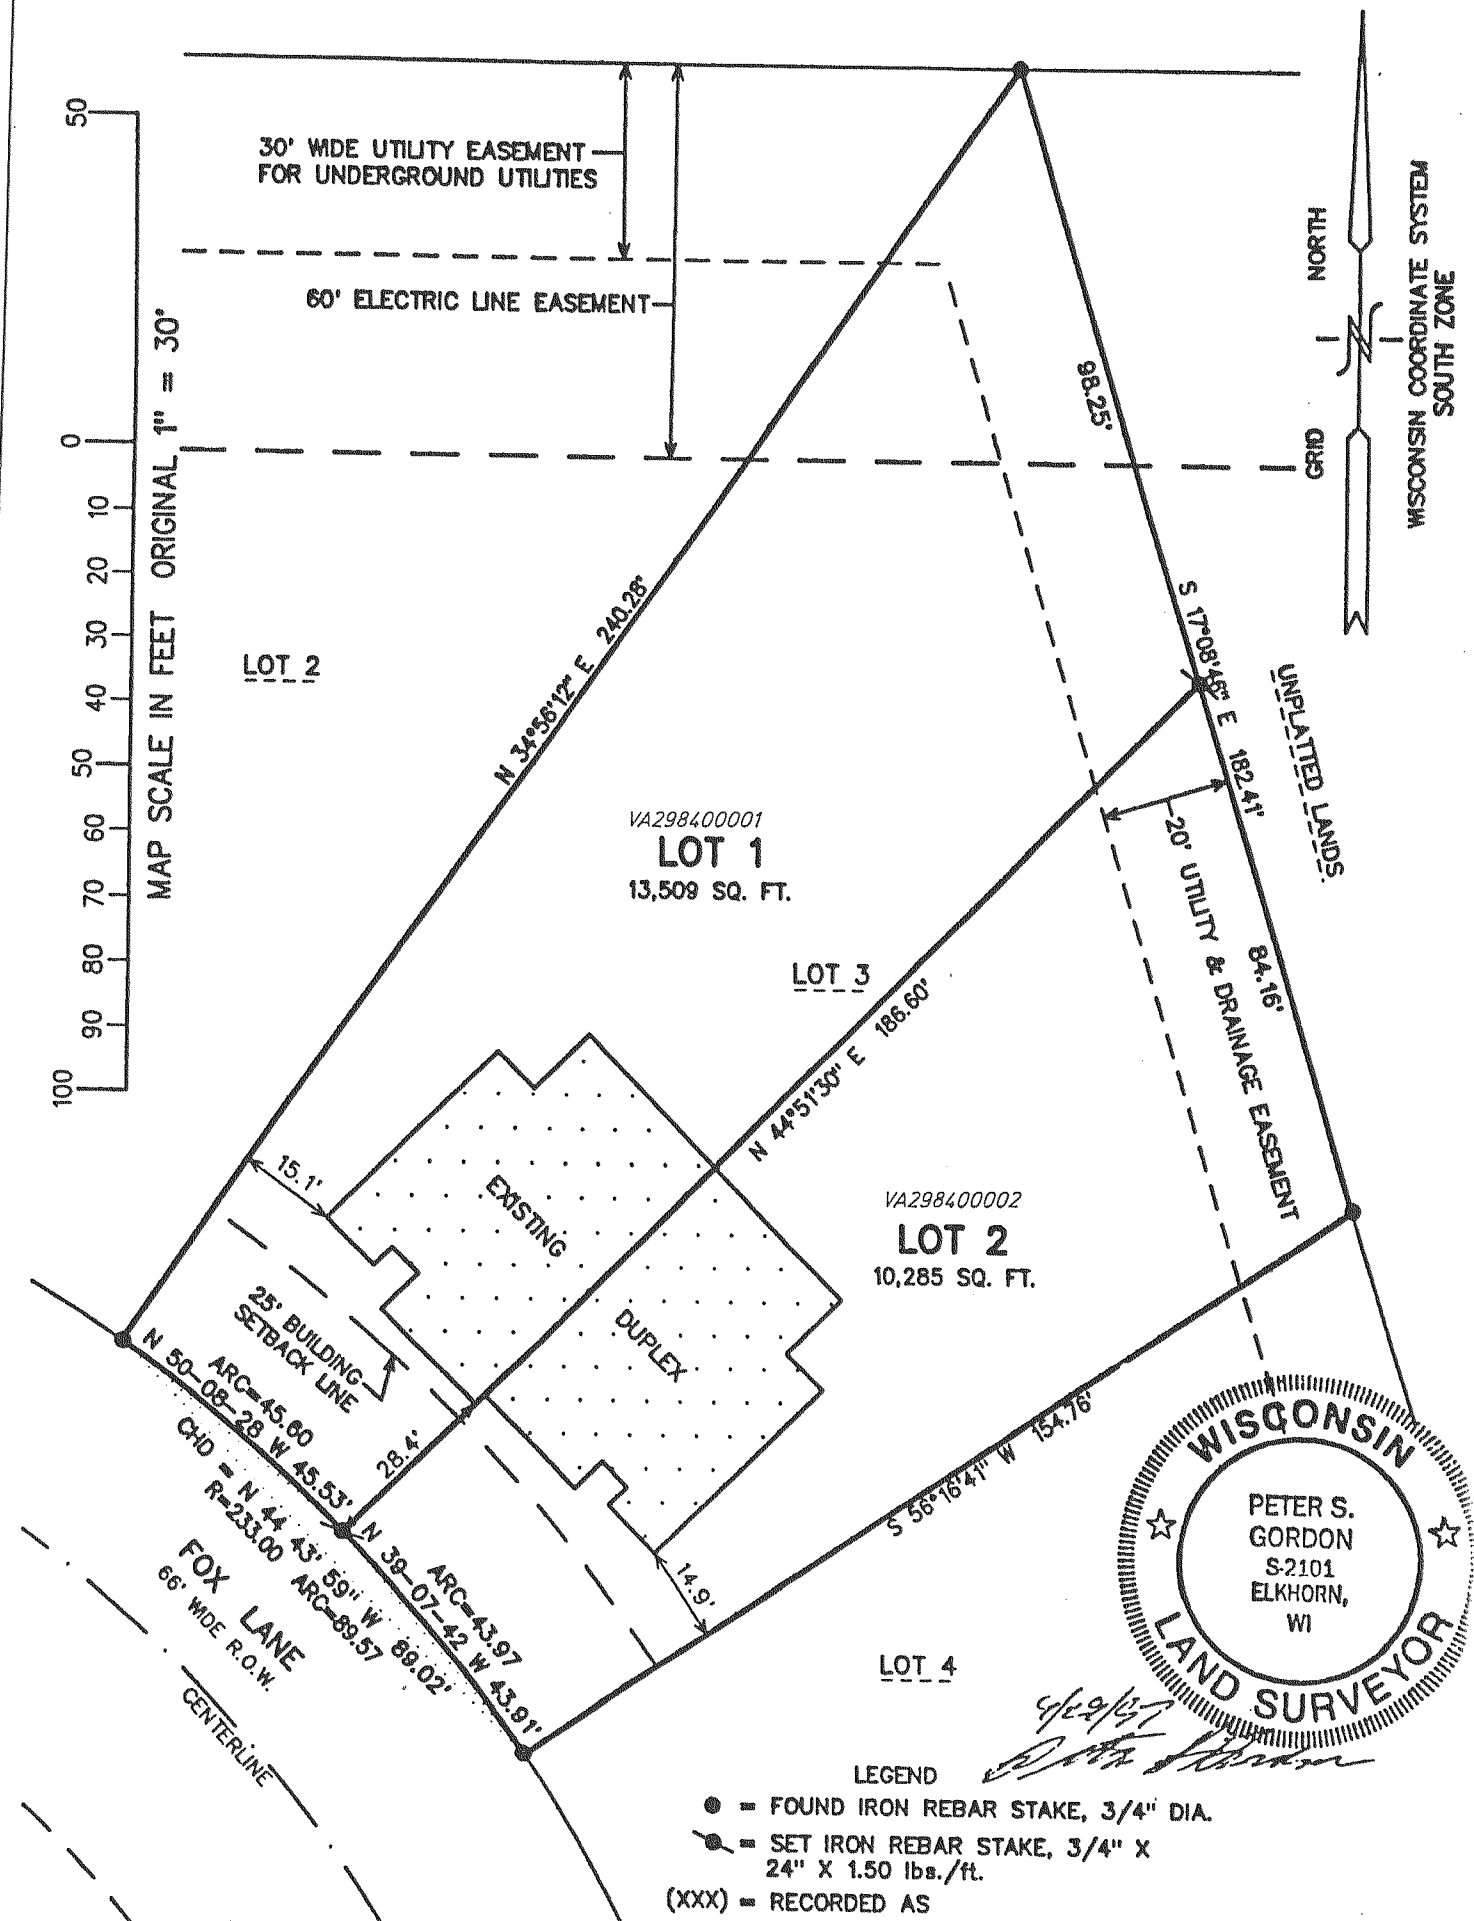 30' WIDE UTILITY EASEMENT
FOR UNDERGROUND UTILITIES
60' ELECTRIC LINE EASEMENT
50
0
10
20
30
40
50
60
70
80
90
100
MAP SCALE IN FEET ORIGINAL 1" = 30'
GRID NORTH
WISCONSIN COORDINATE SYSTEM
SOUTH ZONE
98.25'
S 17°08'46" E 182.41'
UNPLATTED LANDS
LOT 2
N 34°56'12" E 240.28'
VA298400001
LOT 1
13,509 SQ. FT.
LOT 3
N 44°51'30" E 186.60'
20' UTILITY & DRAINAGE EASEMENT
84.16'
VA298400002
LOT 2
10,285 SQ. FT.
15.1'
EXISTING
DUPLEX
25' BUILDING
SETBACK LINE
28.4'
14.9'
S 56°16'41" W 154.76'
ARC=45.60
N 50-08-28 W 45.53'
CHD = N 44 43' 59" W 89.02'
R=233.00 ARC=89.57
ARC=43.97
N 39-07-42 W 43.91'
FOX LANE
66' WIDE R.O.W.
CENTERLINE
LOT 4
WISCONSIN
PETER S.
GORDON
S-2101
ELKHORN,
WI
LAND SURVEYOR
LEGEND
= FOUND IRON REBAR STAKE, 3/4" DIA.
= SET IRON REBAR STAKE, 3/4" X
24" X 1.50 lbs./ft.
(XXX) = RECORDED AS